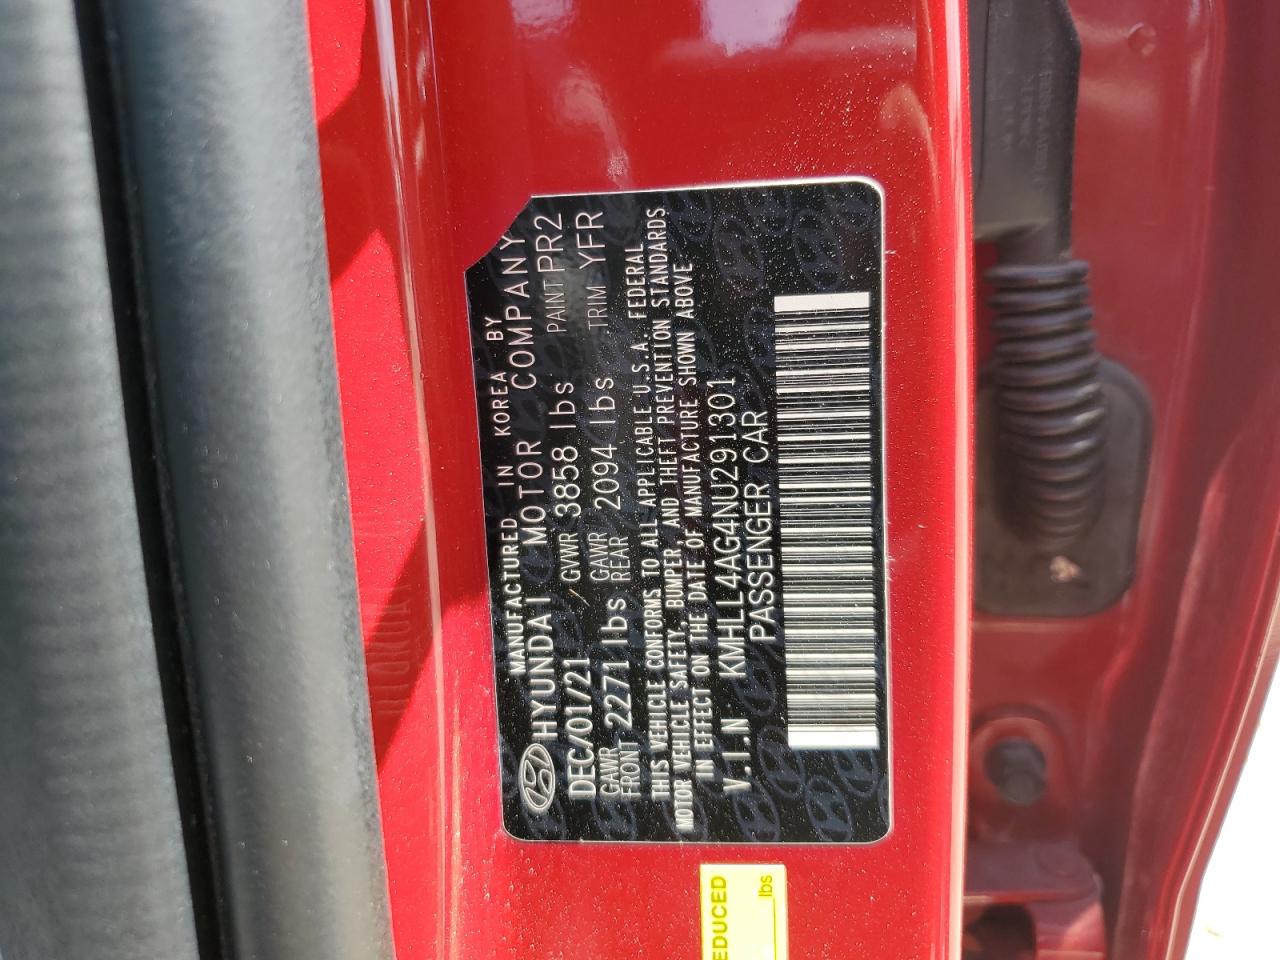 MANUFACTURED IN KOREA BY
HYUNDAI MOTOR COMPANY
DEC/01/21 GVWR 3858 lbs PAINT PR2
GAWR FRONT 2271 lbs GAWR REAR 2094 lbs TRIM YFR
THIS VEHICLE CONFORMS TO ALL APPLICABLE U.S.A. FEDERAL
MOTOR VEHICLE SAFETY, BUMPER, AND THEFT PREVENTION STANDARDS
IN EFFECT ON THE DATE OF MANUFACTURE SHOWN ABOVE
V.I.N KMHLL4AG4NU291301
PASSENGER CAR
EDUCED
lbs